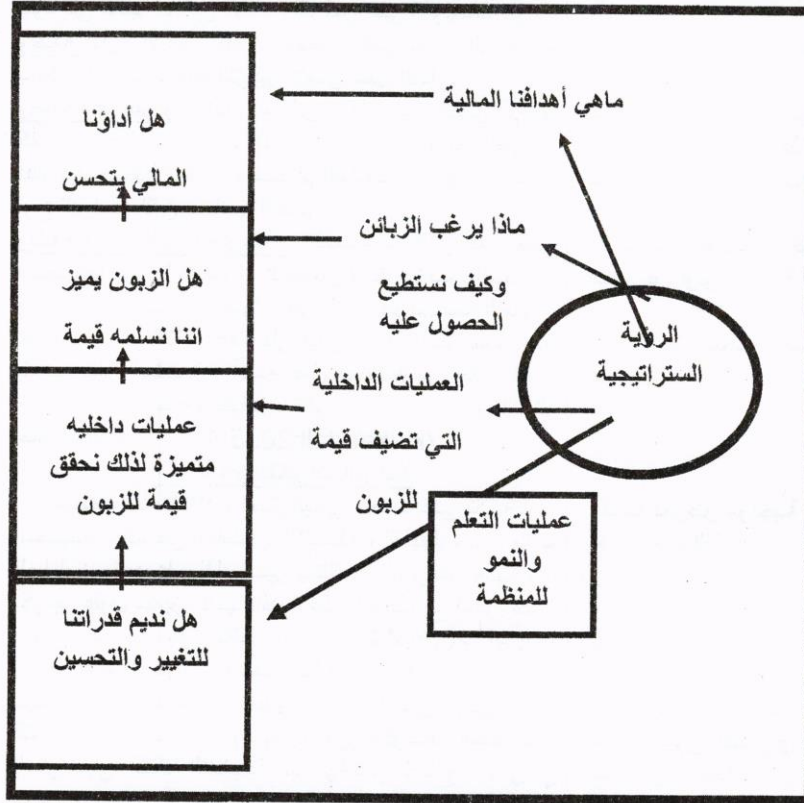 ماهي أهدافنا المالية
ماذا يرغب الزبائن
وكيف نستطيع
الحصول عليه
العمليات الداخلية
التي تضيف قيمة
للزبون
الرؤية
الستراتيجية
عمليات التعلم
والنمو
للمنظمة
هل أداؤنا
المالي يتحسن
هل الزبون يميز
اننا نسلمه قيمة
عمليات داخليه
متميزة لذلك نحقق
قيمة للزبون
هل نديم قدراتنا
للتغيير والتحسين